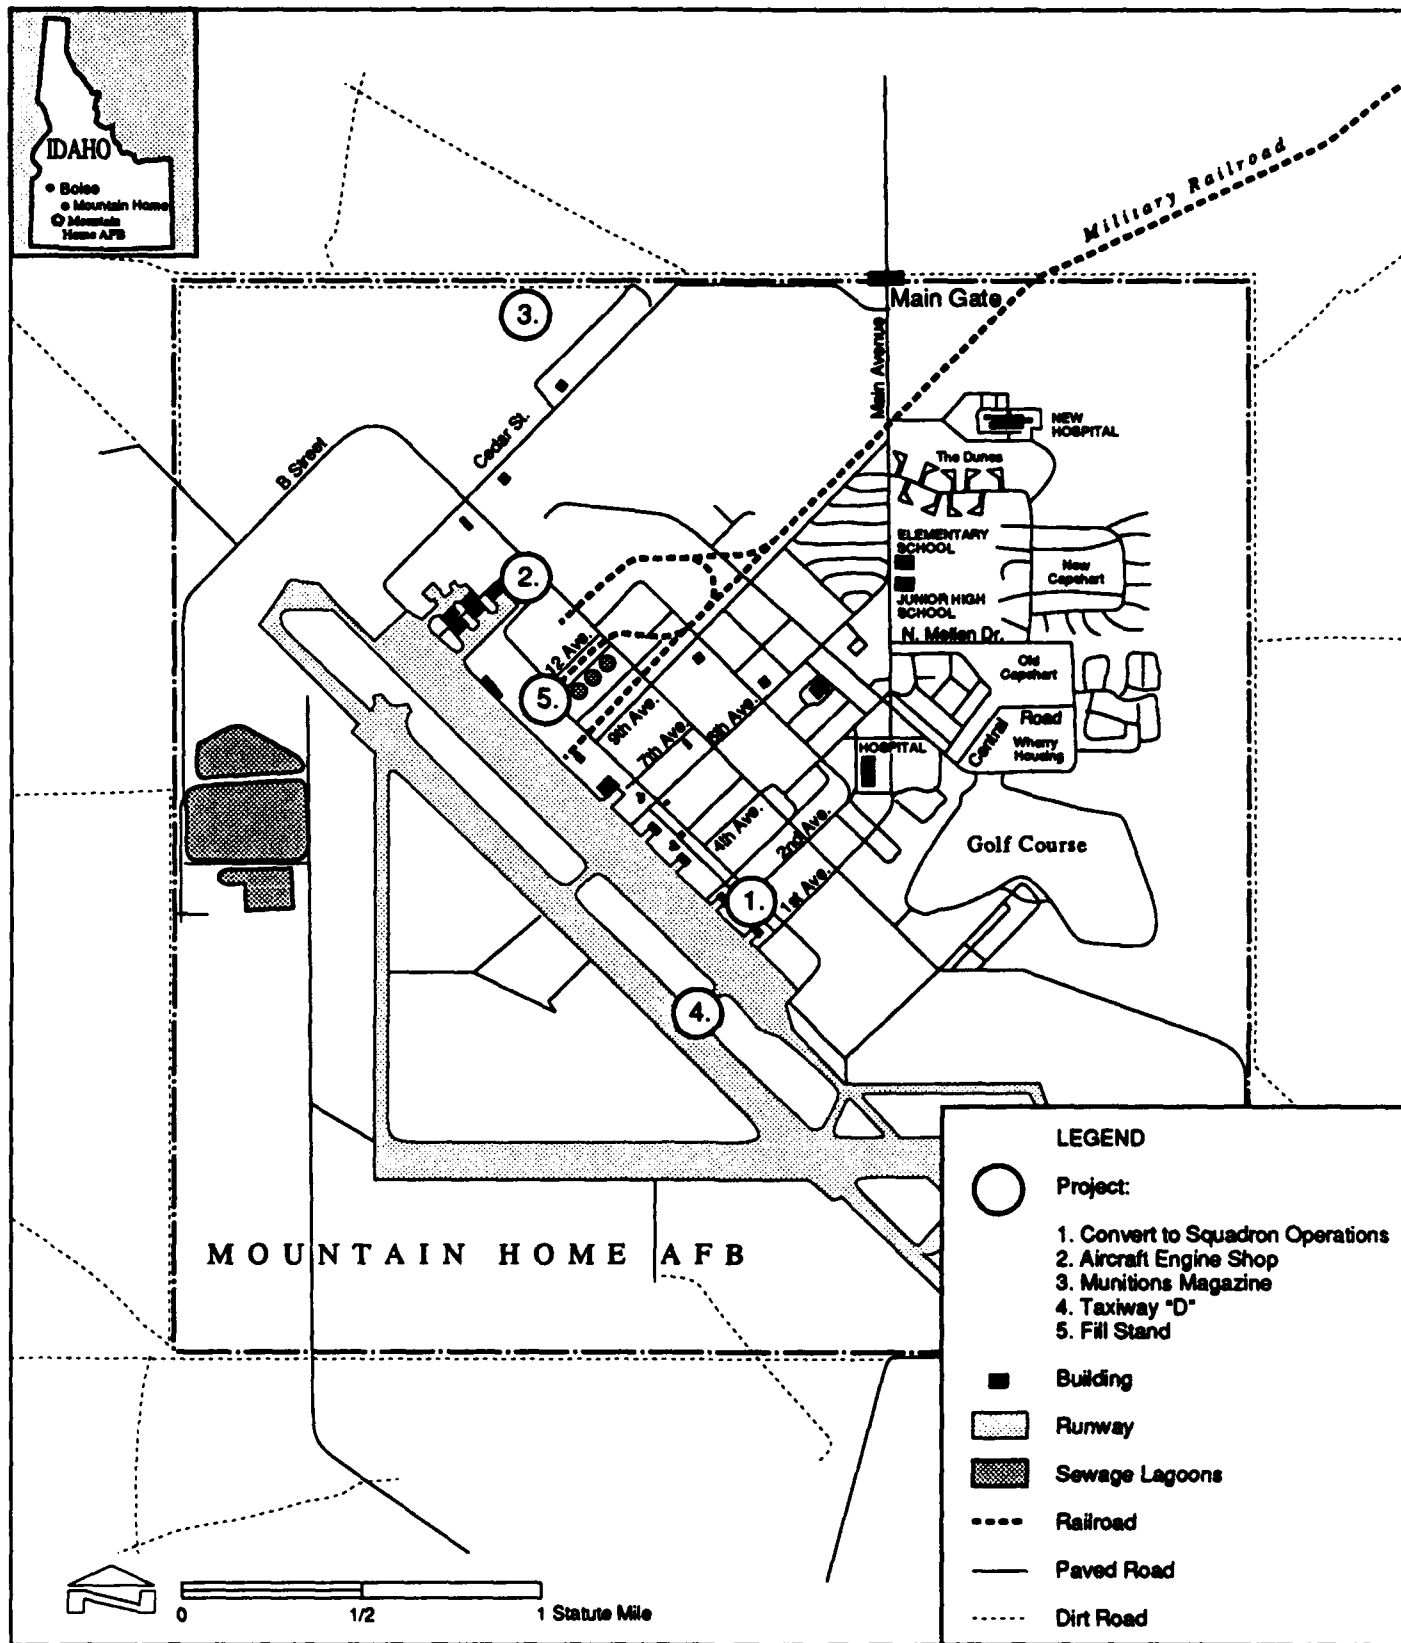 IDAHO
Boise
Mountain Home
Mountain
Home AFB
Military Railroad
Main Gate
3.
Main Avenue
NEW
HOSPITAL
Cedar St.
B Street
The Dunes
ELEMENTARY
SCHOOL
New
Capehart
2.
JUNIOR HIGH
SCHOOL
N. Mellen Dr.
12 Ave.
Old
Capehart
5.
9th Ave.
7th Ave.
Central
Road
Wherry
Housing
HOSPITAL
4th Ave.
2nd Ave.
Golf Course
1.
1st Ave.
4.
MOUNTAIN HOME AFB
LEGEND
Project:
1. Convert to Squadron Operations
2. Aircraft Engine Shop
3. Munitions Magazine
4. Taxiway "D"
5. Fill Stand
Building
Runway
Sewage Lagoons
Railroad
Paved Road
Dirt Road
N
0 1/2 1 Statute Mile